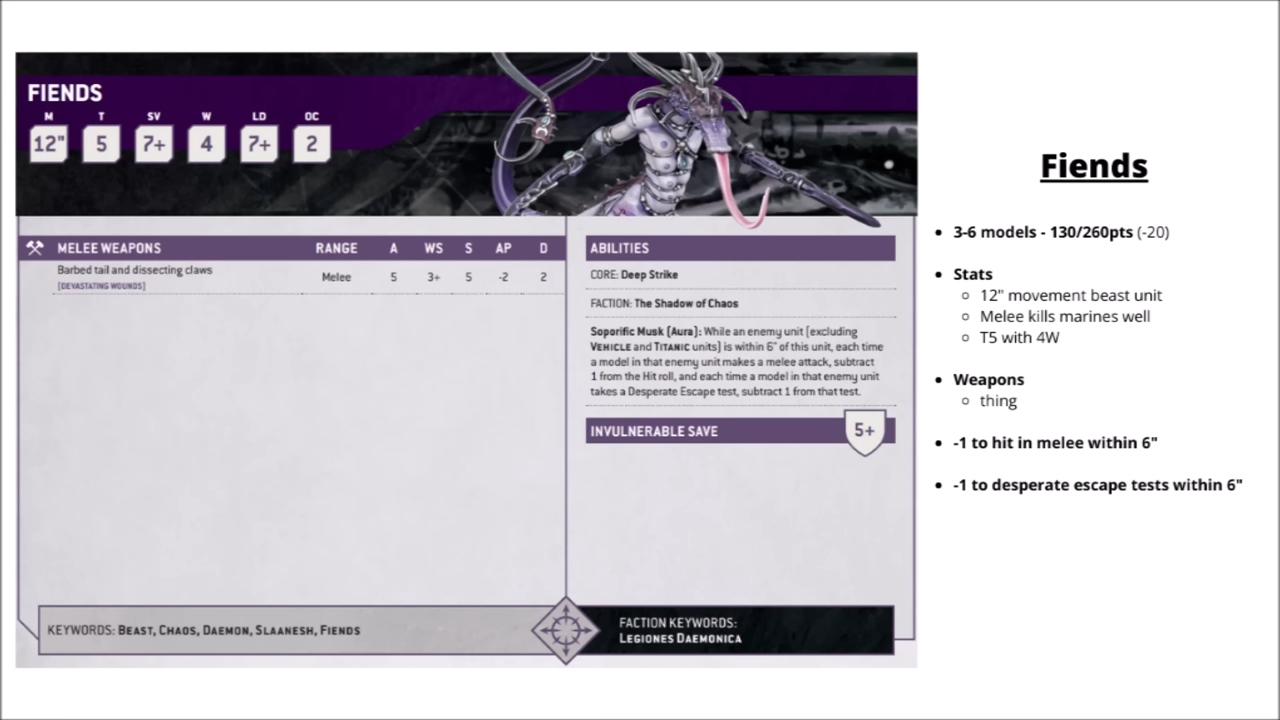 FIENDS
M T SV W LD OC
12" 5 7+ 4 7+ 2
MELEE WEAPONS RANGE A WS S AP D
Barbed tail and dissecting claws
[DEVASTATING WOUNDS]
Melee 5 3+ 5 -2 2
ABILITIES
CORE: Deep Strike
FACTION: The Shadow of Chaos
Soporific Musk (Aura): While an enemy unit (excluding
VEHICLE and TITANIC units) is within 6" of this unit, each time
a model in that enemy unit makes a melee attack, subtract
1 from the Hit roll, and each time a model in that enemy unit
takes a Desperate Escape test, subtract 1 from that test.
INVULNERABLE SAVE 5+
KEYWORDS: BEAST, CHAOS, DAEMON, SLAANESH, FIENDS
FACTION KEYWORDS:
LEGIONES DAEMONICA
Fiends
• 3-6 models - 130/260pts (-20)
• Stats
○ 12" movement beast unit
○ Melee kills marines well
○ T5 with 4W
• Weapons
○ thing
• -1 to hit in melee within 6"
• -1 to desperate escape tests within 6"